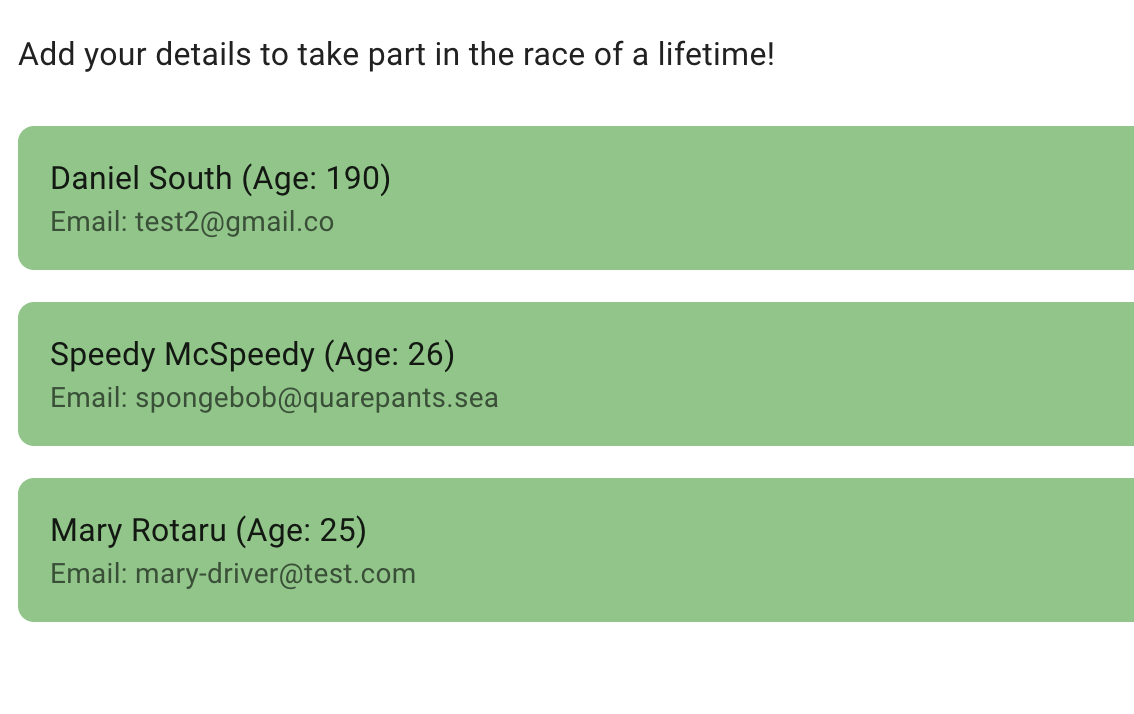 Add your details to take part in the race of a lifetime!
Daniel South (Age: 190)
Email: test2@gmail.co
Speedy McSpeedy (Age: 26)
Email: spongebob@quarepants.sea
Mary Rotaru (Age: 25)
Email: mary-driver@test.com